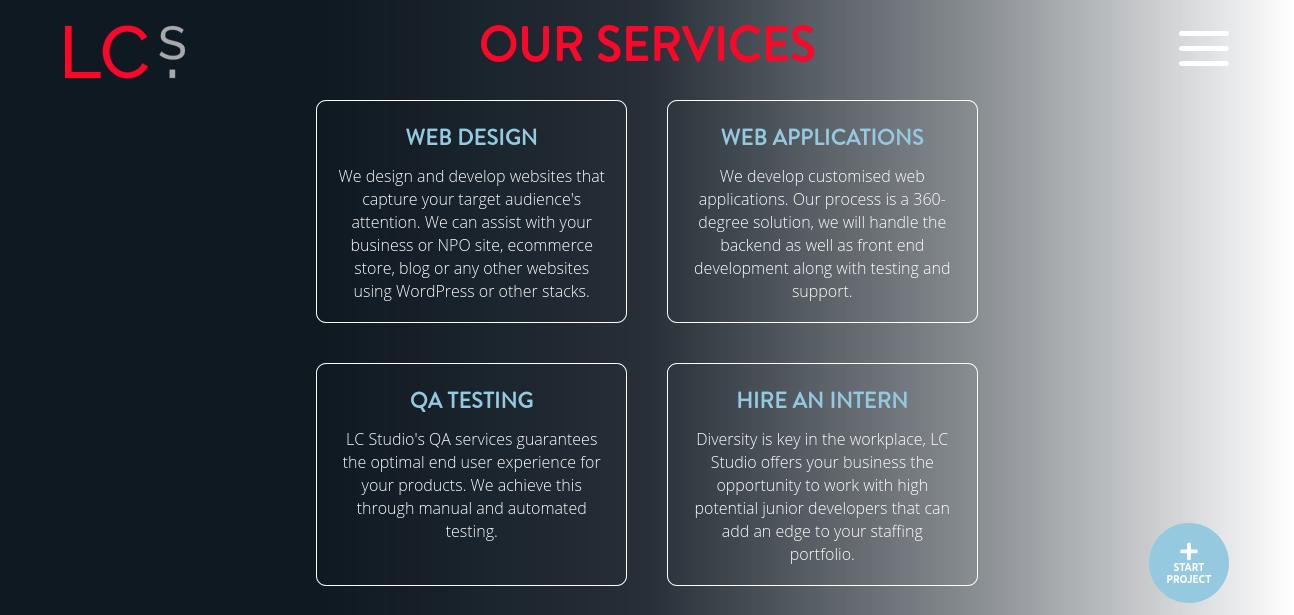 LC S
OUR SERVICES
WEB DESIGN
We design and develop websites that
capture your target audience's
attention. We can assist with your
business or NPO site, ecommerce
store, blog or any other websites
using WordPress or other stacks.
WEB APPLICATIONS
We develop customised web
applications. Our process is a 360-
degree solution, we will handle the
backend as well as front end
development along with testing and
support.
QA TESTING
LC Studio's QA services guarantees
the optimal end user experience for
your products. We achieve this
through manual and automated
testing.
HIRE AN INTERN
Diversity is key in the workplace, LC
Studio offers your business the
opportunity to work with high
potential junior developers that can
add an edge to your staffing
portfolio.
START
PROJECT